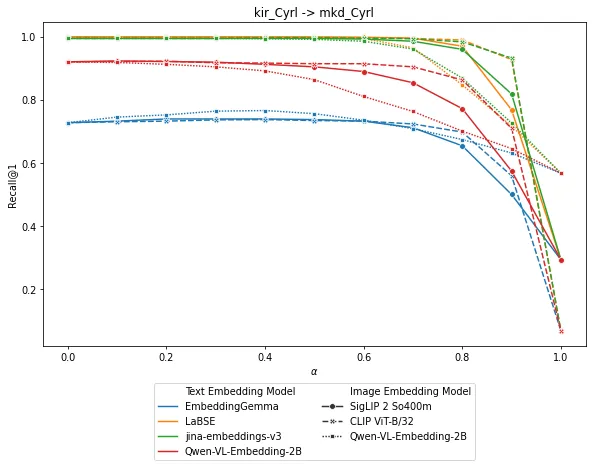 kir_Cyrl -> mkd_Cyrl
Recall@1
1.0
0.8
0.6
0.4
0.2
0.0 0.2 0.4 0.6 0.8 1.0
α
Text Embedding Model Image Embedding Model
EmbeddingGemma SigLIP 2 So400m
LaBSE CLIP ViT-B/32
jina-embeddings-v3 Qwen-VL-Embedding-2B
Qwen-VL-Embedding-2B